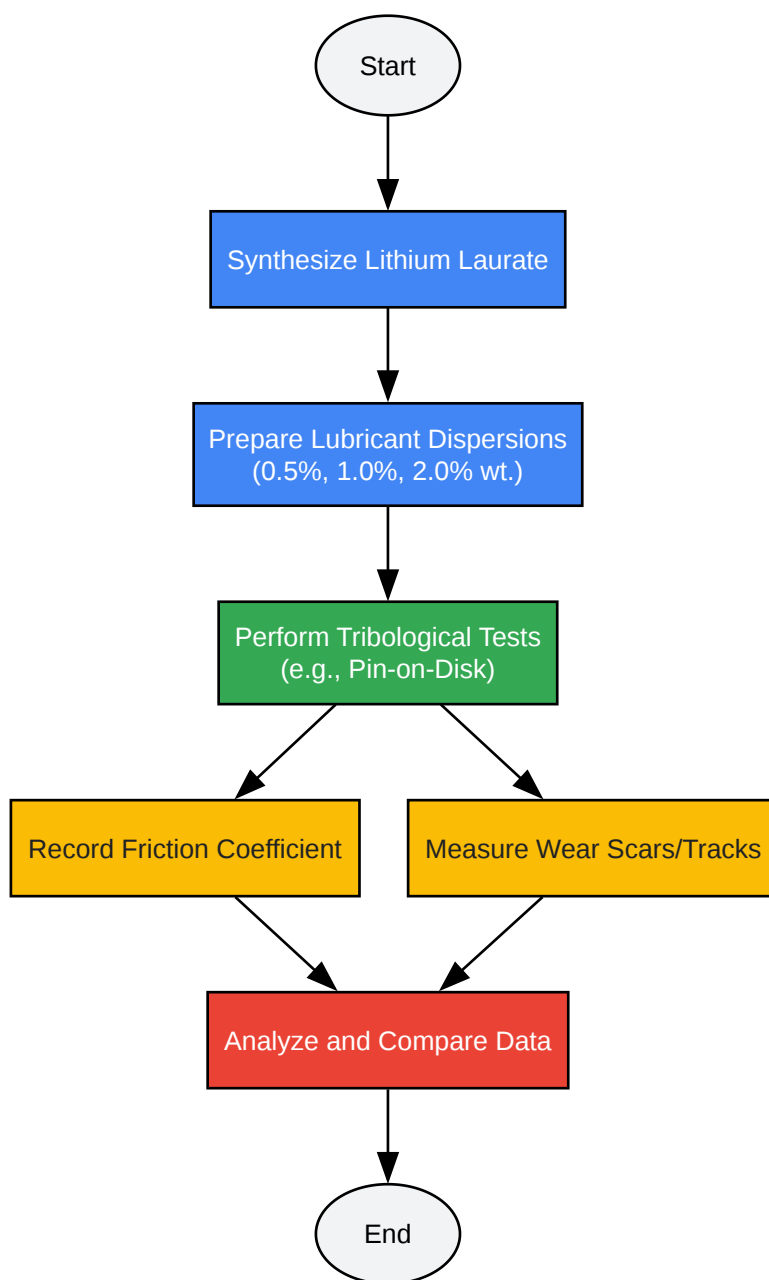 Start
Synthesize Lithium Laurate
Prepare Lubricant Dispersions
(0.5%, 1.0%, 2.0% wt.)
Perform Tribological Tests
(e.g., Pin-on-Disk)
Record Friction Coefficient
Measure Wear Scars/Tracks
Analyze and Compare Data
End